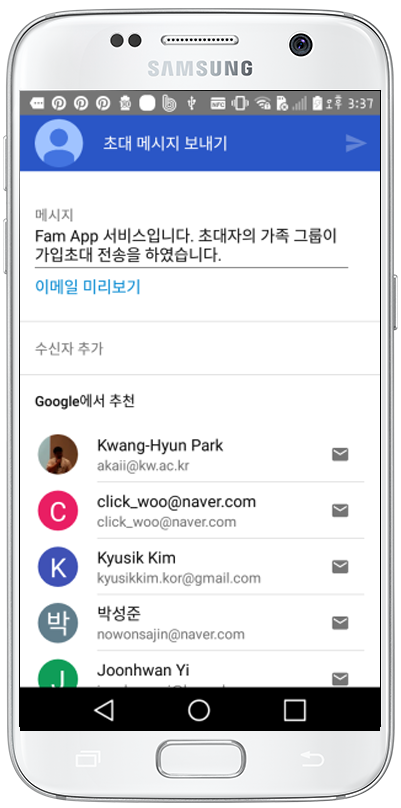 SAMSUNG
오후 3:37
초대 메시지 보내기
메시지
Fam App 서비스입니다. 초대자의 가족 그룹이
가입초대 전송을 하였습니다.
이메일 미리보기
수신자 추가
Google에서 추천
Kwang-Hyun Park
akaii@kw.ac.kr
C
click_woo@naver.com
click_woo@naver.com
K
Kyusik Kim
kyusikkim.kor@gmail.com
박
박성준
nowonsajin@naver.com
J
Joonhwan Yi